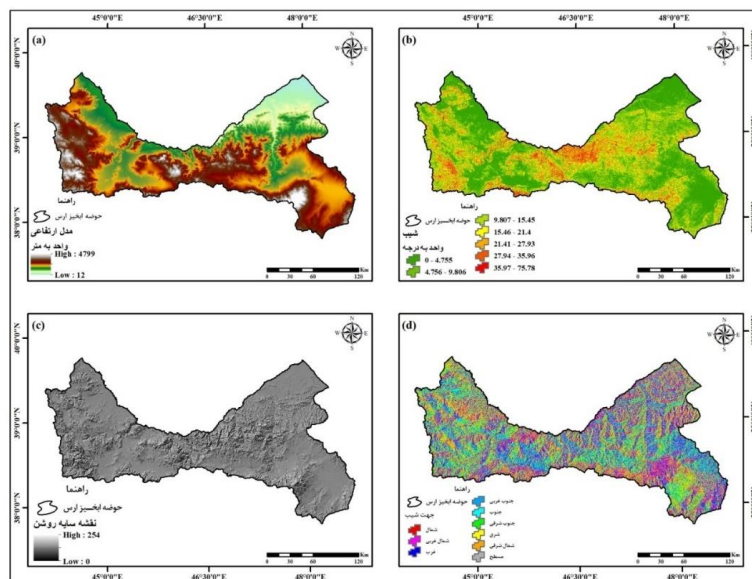 45°0'0"N
46°30'0"N
48°0'0"N
45°0'0"N
46°30'0"N
48°0'0"N
40°0'0"N
39°0'0"N
38°0'0"N
(a)
N
W
E
S
راهنما
حوضه ابخیز ارس
مدل ارتفاعی
واحد به متر
High : 4799
Low : 12
Km
0 30 60 120
(b)
N
W
E
S
راهنما
حوضه ابخیز ارس
شیب
واحد به درجه
0 - 4.755
4.756 - 9.806
9.807 - 15.45
15.46 - 21.4
21.41 - 27.93
27.94 - 35.96
35.97 - 75.78
Km
0 30 60 120
40°0'0"N
39°0'0"N
38°0'0"N
(c)
N
W
E
S
راهنما
حوضه ابخیز ارس
نقشه سایه روشن
High : 254
Low : 0
Km
0 30 60 120
(d)
N
W
E
S
راهنما
حوضه ابخیز ارس
جهت شیب
شمال
شمال غربی
غرب
جنوب غربی
جنوب
جنوب شرقی
شرق
شمال شرقی
مسطح
Km
0 30 60 120
45°0'0"N
46°30'0"N
48°0'0"N
45°0'0"N
46°30'0"N
48°0'0"N